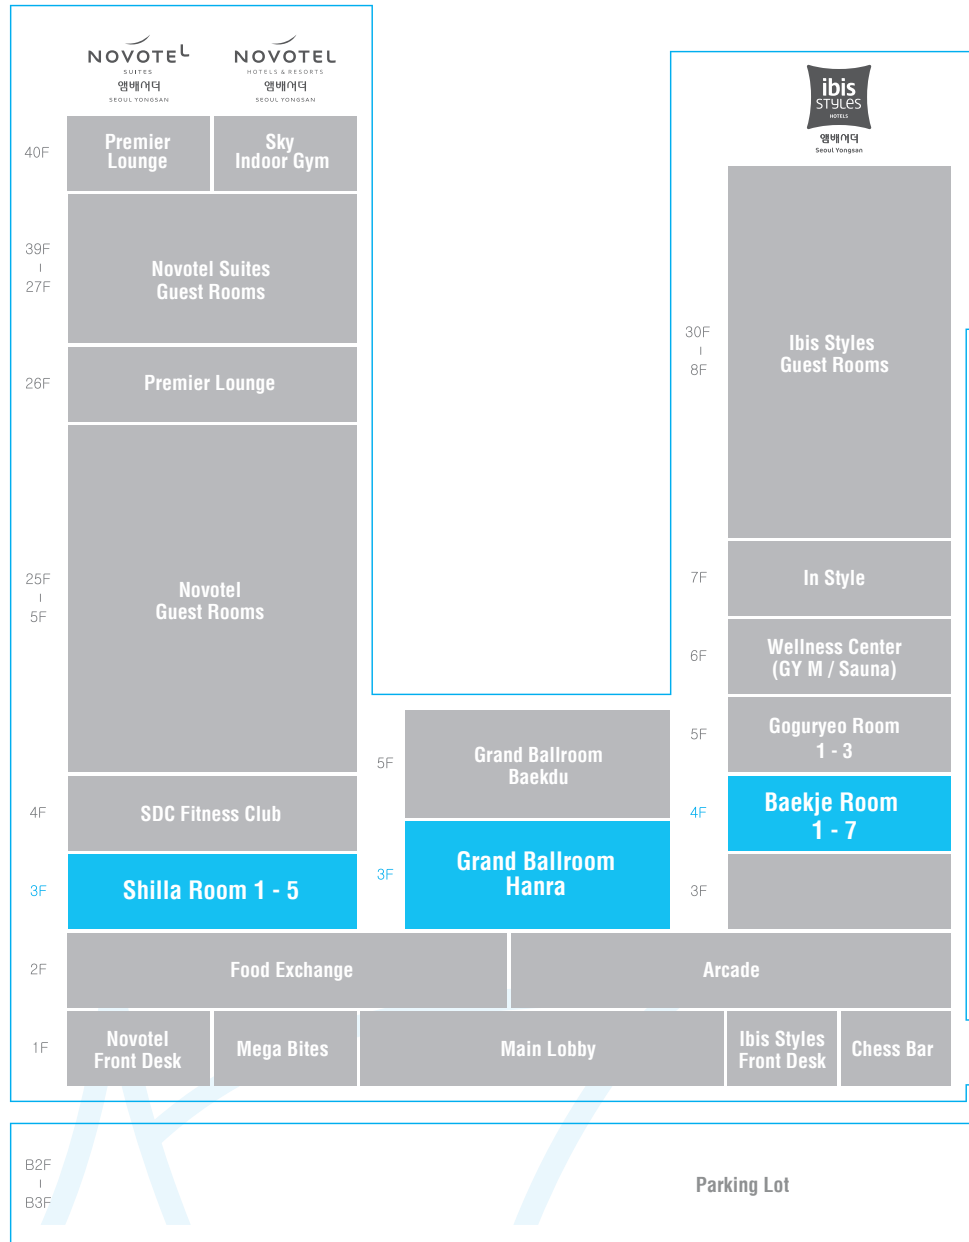 NOVOTEL
SUITES
앰배서더
SEOUL YONGSAN
NOVOTEL
HOTELS & RESORTS
앰배서더
SEOUL YONGSAN
ibis
STYLES
HOTELS
앰배서더
Seoul Yongsan
40F
Premier
Lounge
Sky
Indoor Gym
39F
-
27F
Novotel Suites
Guest Rooms
26F
Premier Lounge
25F
-
5F
Novotel
Guest Rooms
4F
SDC Fitness Club
3F
Shilla Room 1 - 5
5F
Grand Ballroom
Baekdu
3F
Grand Ballroom
Hanra
30F
-
8F
Ibis Styles
Guest Rooms
7F
In Style
6F
Wellness Center
(GY M / Sauna)
5F
Goguryeo Room
1 - 3
4F
Baekje Room
1 - 7
3F
2F
Food Exchange
Arcade
1F
Novotel
Front Desk
Mega Bites
Main Lobby
Ibis Styles
Front Desk
Chess Bar
B2F
-
B3F
Parking Lot